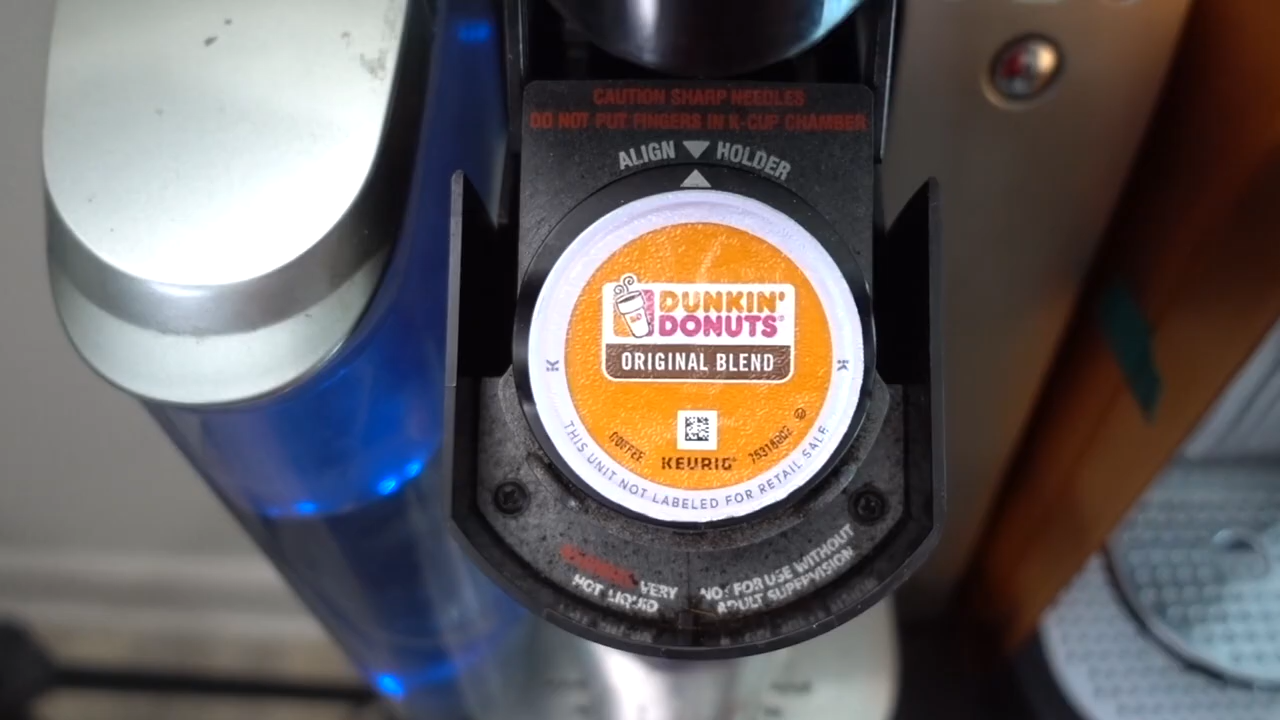 CAUTION SHARP NEEDLES
DO NOT PUT FINGERS IN K-CUP CHAMBER
ALIGN HOLDER
DUNKIN'
DONUTS
ORIGINAL BLEND
K
K
COFFEE
KEURIG
THIS UNIT NOT LABELED FOR RETAIL SALE
VERY
HOT LIQUID
NOT FOR USE WITHOUT
ADULT SUPERVISION